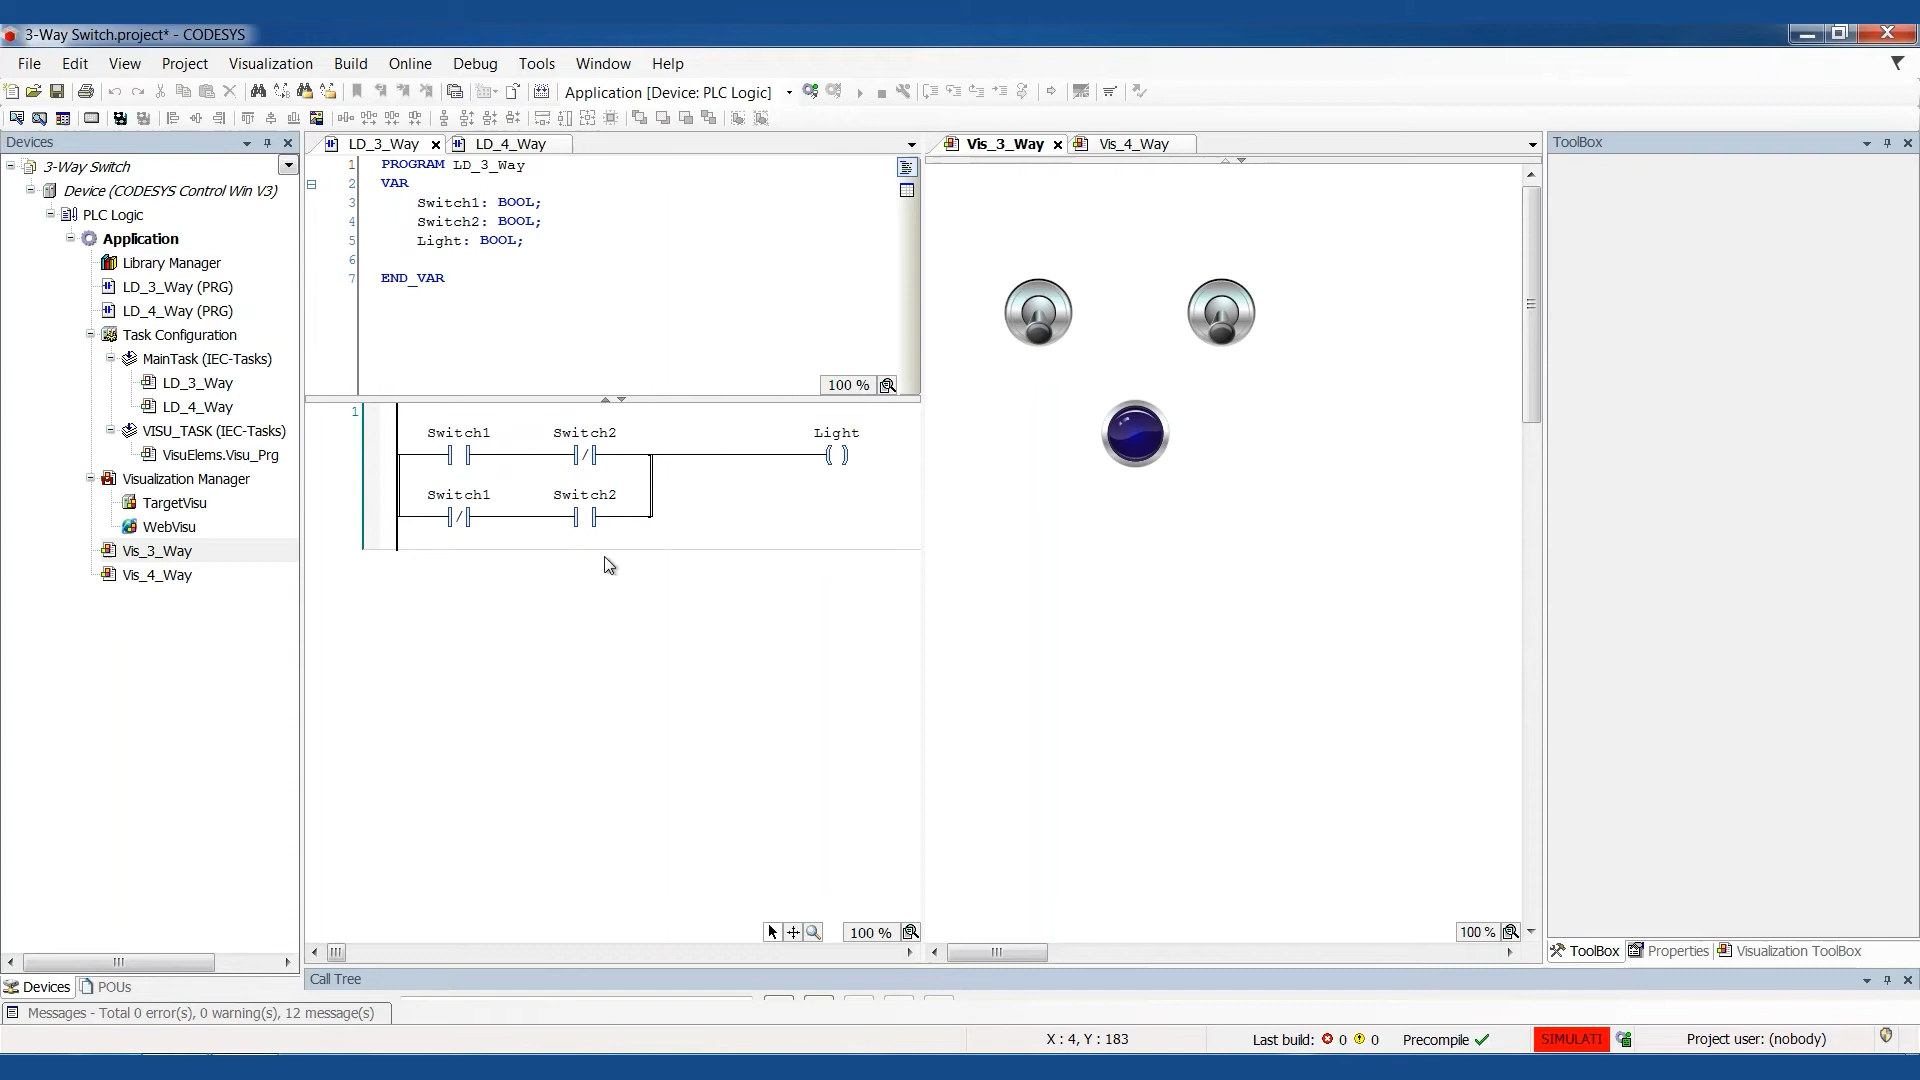 3-Way Switch.project* - CODESYS
File Edit View Project Visualization Build Online Debug Tools Window Help
Application [Device: PLC Logic]
Devices
3-Way Switch
Device (CODESYS Control Win V3)
PLC Logic
Application
Library Manager
LD_3_Way (PRG)
LD_4_Way (PRG)
Task Configuration
MainTask (IEC-Tasks)
LD_3_Way
LD_4_Way
VISU_TASK (IEC-Tasks)
VisuElems.Visu_Prg
Visualization Manager
TargetVisu
WebVisu
Vis_3_Way
Vis_4_Way
Devices POUs
LD_3_Way LD_4_Way
1 PROGRAM LD_3_Way
2 VAR
3 Switch1: BOOL;
4 Switch2: BOOL;
5 Light: BOOL;
6
7 END_VAR
100 %
1
Switch1 Switch2 Light
Switch1 Switch2
100 %
Vis_3_Way Vis_4_Way
100 %
ToolBox
ToolBox Properties Visualization ToolBox
Call Tree
Messages - Total 0 error(s), 0 warning(s), 12 message(s)
X : 4, Y : 183 Last build: 0 0 Precompile SIMULATI Project user: (nobody)